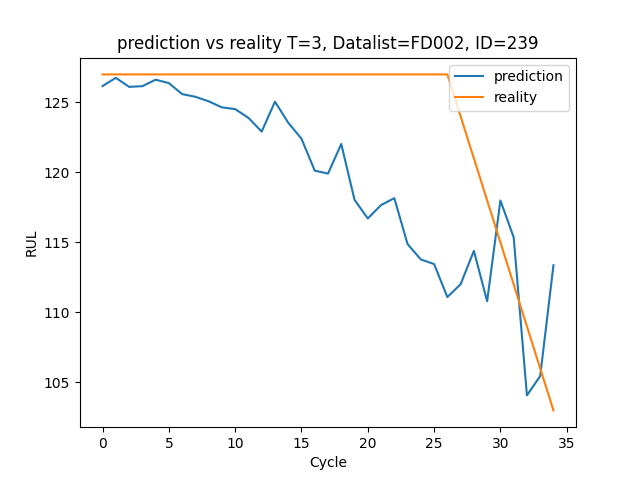 prediction vs reality T=3, Datalist=FD002, ID=239
prediction
reality
RUL
125
120
115
110
105
0 5 10 15 20 25 30 35
Cycle